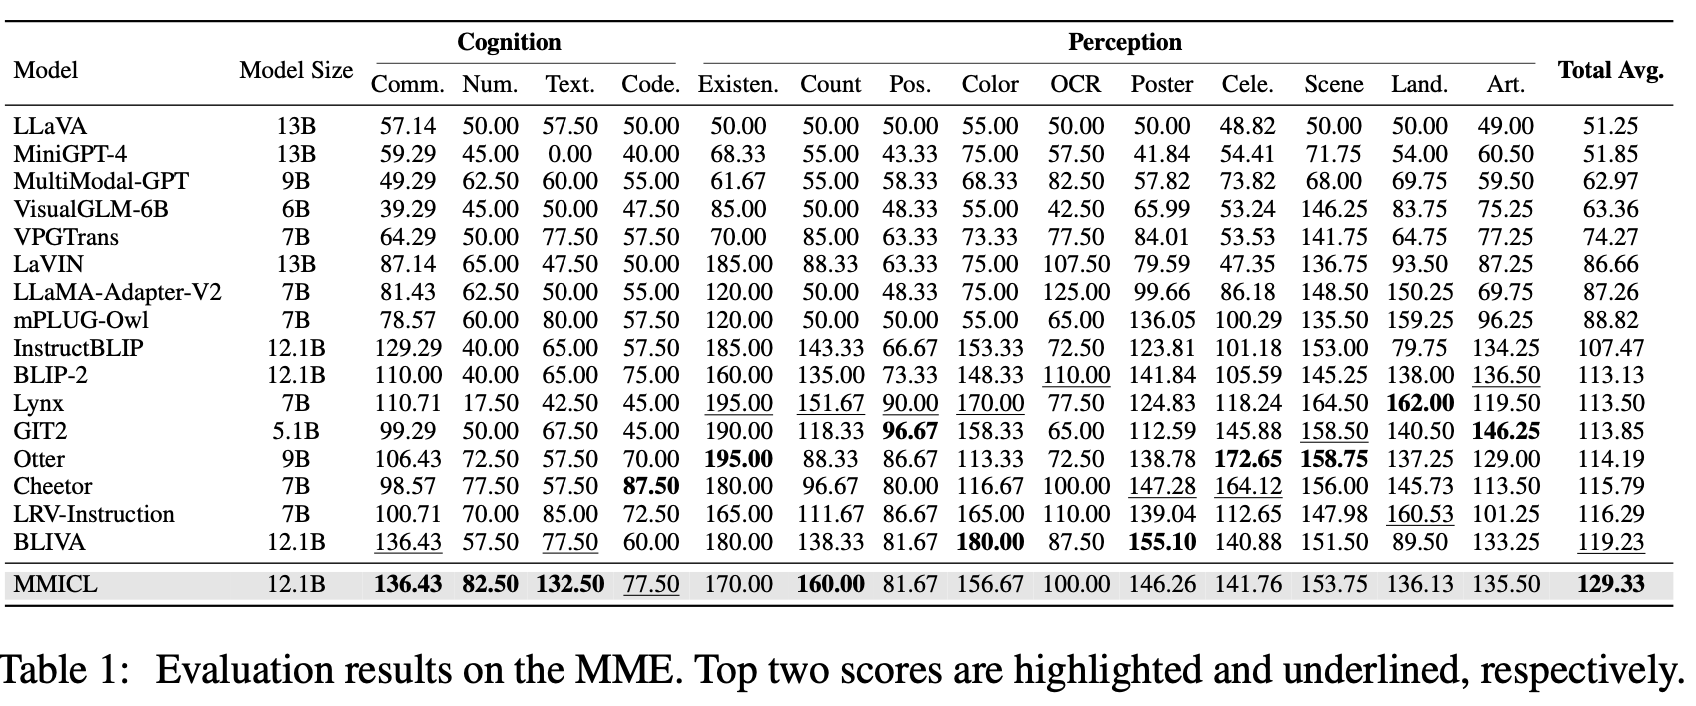 Cognition Perception
Model Model Size Total Avg.
Comm. Num. Text. Code. Existen. Count Pos. Color OCR Poster Cele. Scene Land. Art.
LLaVA 13B 57.14 50.00 57.50 50.00 50.00 50.00 50.00 55.00 50.00 50.00 48.82 50.00 50.00 49.00 51.25
MiniGPT-4 13B 59.29 45.00 0.00 40.00 68.33 55.00 43.33 75.00 57.50 41.84 54.41 71.75 54.00 60.50 51.85
MultiModal-GPT 9B 49.29 62.50 60.00 55.00 61.67 55.00 58.33 68.33 82.50 57.82 73.82 68.00 69.75 59.50 62.97
VisualGLM-6B 6B 39.29 45.00 50.00 47.50 85.00 50.00 48.33 55.00 42.50 65.99 53.24 146.25 83.75 75.25 63.36
VPGTrans 7B 64.29 50.00 77.50 57.50 70.00 85.00 63.33 73.33 77.50 84.01 53.53 141.75 64.75 77.25 74.27
LaVIN 13B 87.14 65.00 47.50 50.00 185.00 88.33 63.33 75.00 107.50 79.59 47.35 136.75 93.50 87.25 86.66
LLaMA-Adapter-V2 7B 81.43 62.50 50.00 55.00 120.00 50.00 48.33 75.00 125.00 99.66 86.18 148.50 150.25 69.75 87.26
mPLUG-Owl 7B 78.57 60.00 80.00 57.50 120.00 50.00 50.00 55.00 65.00 136.05 100.29 135.50 159.25 96.25 88.82
InstructBLIP 12.1B 129.29 40.00 65.00 57.50 185.00 143.33 66.67 153.33 72.50 123.81 101.18 153.00 79.75 134.25 107.47
BLIP-2 12.1B 110.00 40.00 65.00 75.00 160.00 135.00 73.33 148.33 110.00 141.84 105.59 145.25 138.00 136.50 113.13
Lynx 7B 110.71 17.50 42.50 45.00 195.00 151.67 90.00 170.00 77.50 124.83 118.24 164.50 162.00 119.50 113.50
GIT2 5.1B 99.29 50.00 67.50 45.00 190.00 118.33 96.67 158.33 65.00 112.59 145.88 158.50 140.50 146.25 113.85
Otter 9B 106.43 72.50 57.50 70.00 195.00 88.33 86.67 113.33 72.50 138.78 172.65 158.75 137.25 129.00 114.19
Cheetor 7B 98.57 77.50 57.50 87.50 180.00 96.67 80.00 116.67 100.00 147.28 164.12 156.00 145.73 113.50 115.79
LRV-Instruction 7B 100.71 70.00 85.00 72.50 165.00 111.67 86.67 165.00 110.00 139.04 112.65 147.98 160.53 101.25 116.29
BLIVA 12.1B 136.43 57.50 77.50 60.00 180.00 138.33 81.67 180.00 87.50 155.10 140.88 151.50 89.50 133.25 119.23
MMICL 12.1B 136.43 82.50 132.50 77.50 170.00 160.00 81.67 156.67 100.00 146.26 141.76 153.75 136.13 135.50 129.33
Table 1: Evaluation results on the MME. Top two scores are highlighted and underlined, respectively.